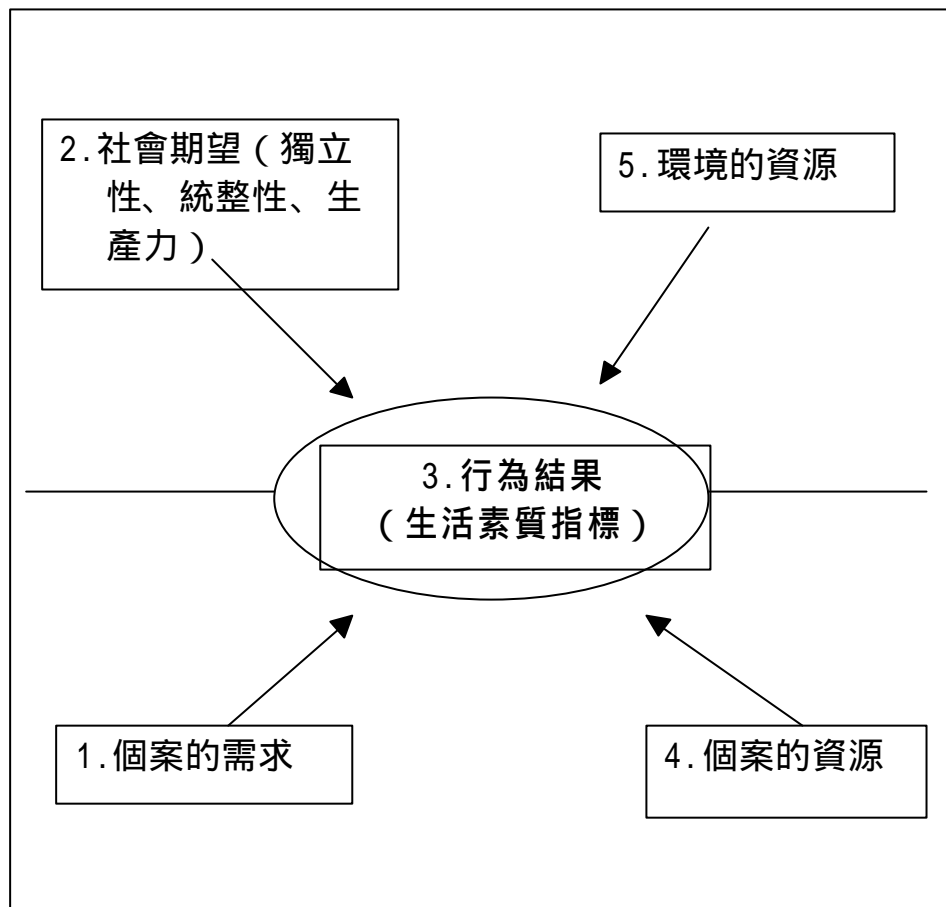 2.社會期望（獨立
性、統整性、生
產力）
5.環境的資源
3.行為結果
（生活素質指標）
1.個案的需求
4.個案的資源